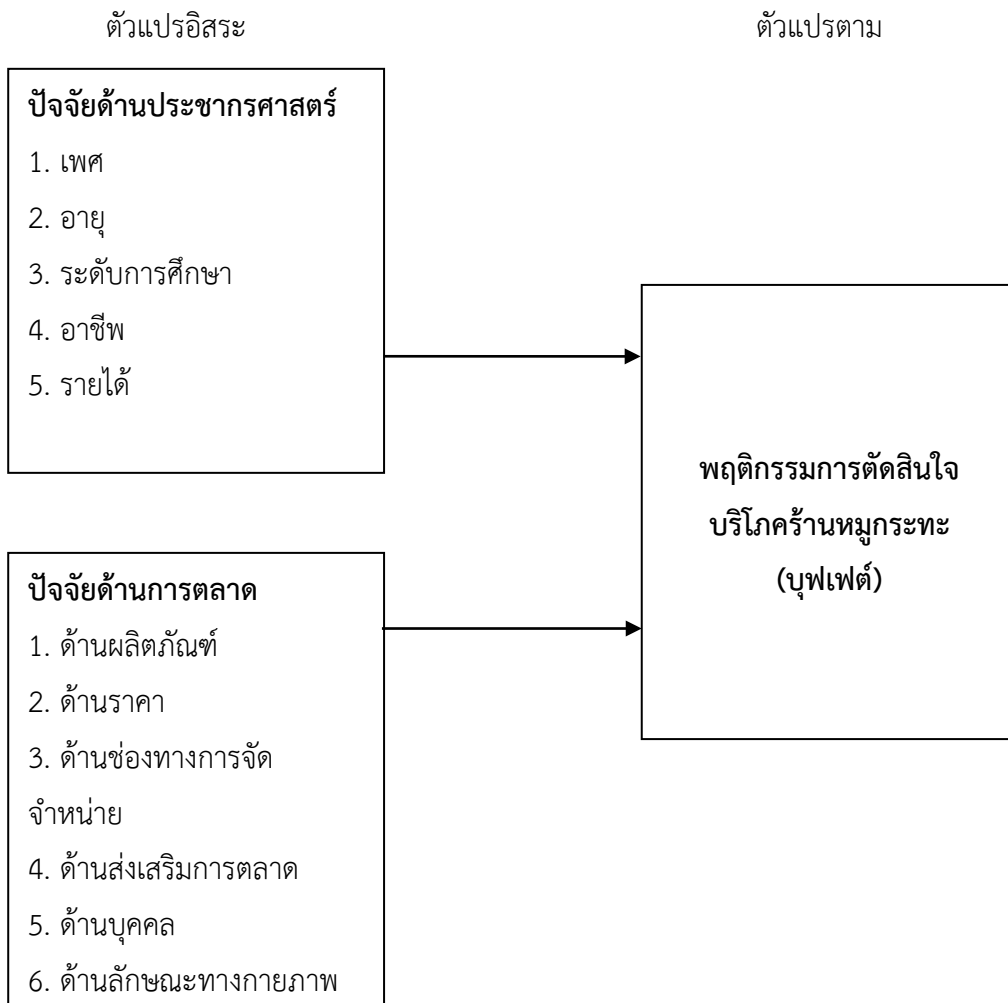 ตัวแปรอิสระ
ตัวแปรตาม
ปัจจัยด้านประชากรศาสตร์
1. เพศ
2. อายุ
3. ระดับการศึกษา
4. อาชีพ
5. รายได้
พฤติกรรมการตัดสินใจ
บริโภคร้านหมูกระทะ
(บุฟเฟต์)
ปัจจัยด้านการตลาด
1. ด้านผลิตภัณฑ์
2. ด้านราคา
3. ด้านช่องทางการจัด
จำหน่าย
4. ด้านส่งเสริมการตลาด
5. ด้านบุคคล
6. ด้านลักษณะทางกายภาพ